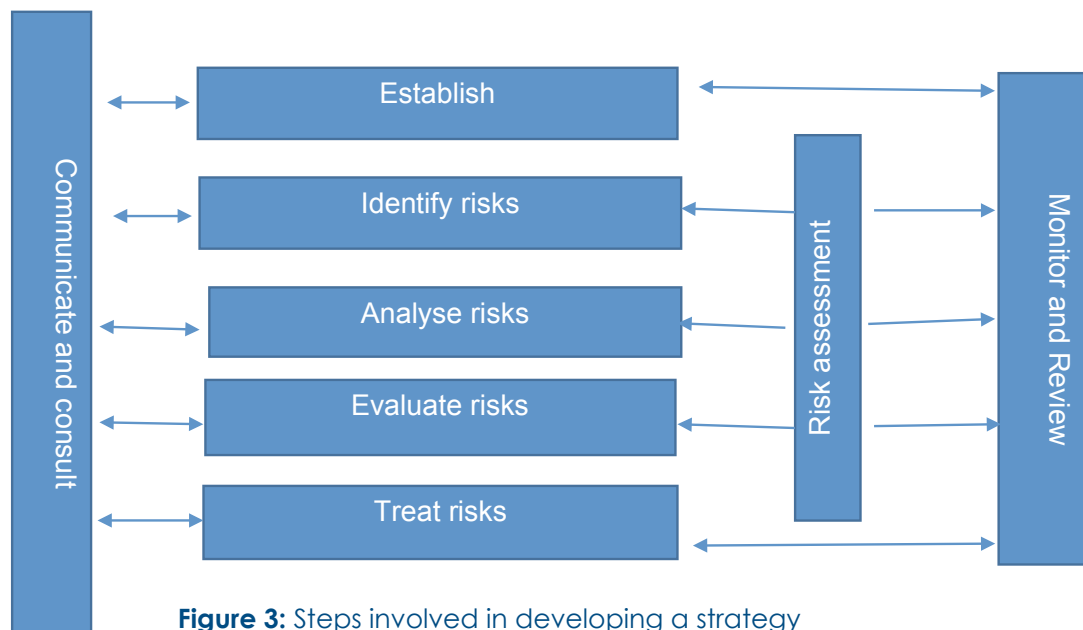 Communicate and consult
Establish
Identify risks
Analyse risks
Evaluate risks
Treat risks
Risk assessment
Monitor and Review
Figure 3: Steps involved in developing a strategy